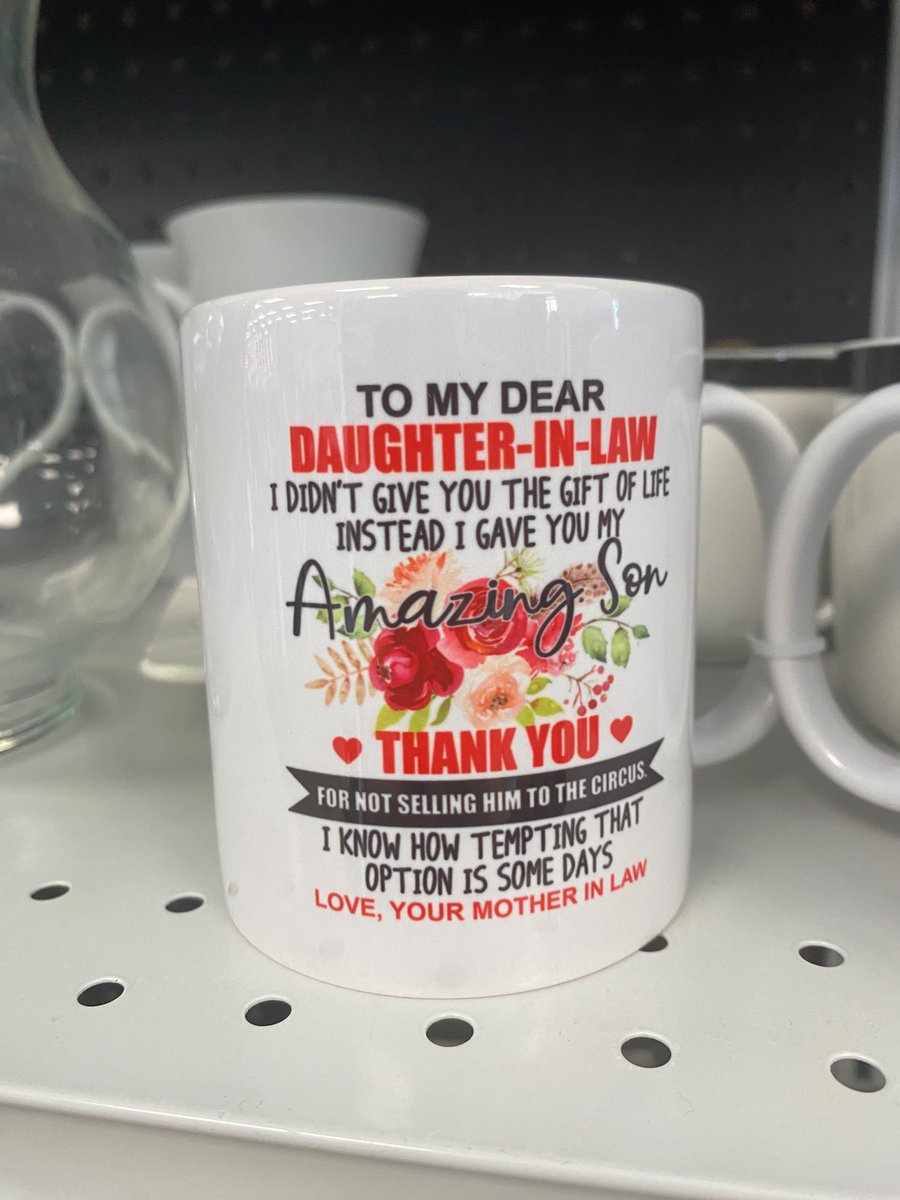 TO MY DEAR
DAUGHTER-IN-LAW
I DIDN'T GIVE YOU THE GIFT OF LIFE
INSTEAD I GAVE YOU MY
Amazing Son
THANK YOU
FOR NOT SELLING HIM TO THE CIRCUS.
I KNOW HOW TEMPTING THAT
OPTION IS SOME DAYS
LOVE, YOUR MOTHER IN LAW